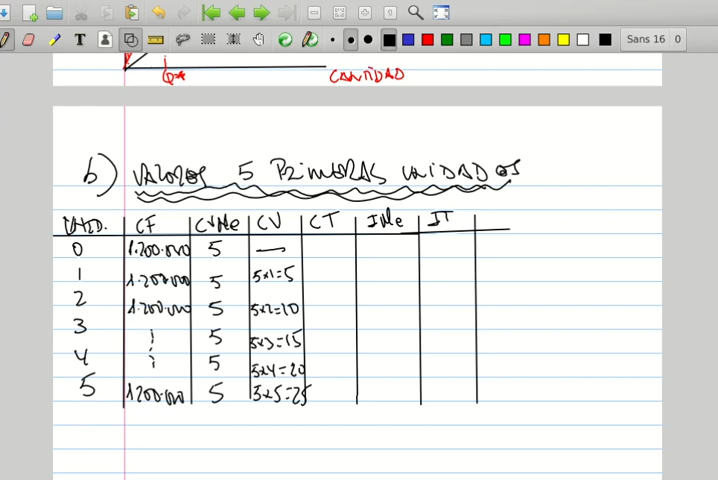 Sans 16 0
Q* CANTIDAD
b) VALORES 5 PRIMERAS UNIDADES
UNID. CF CVMe CV CT IMe IT
0 1.200.000 5 —
1 1.200.000 5 5x1=5
2 1.200.000 5 5x2=10
3 5 5x3=15
4 5 5x4=20
5 1200.000 5 5x5=25